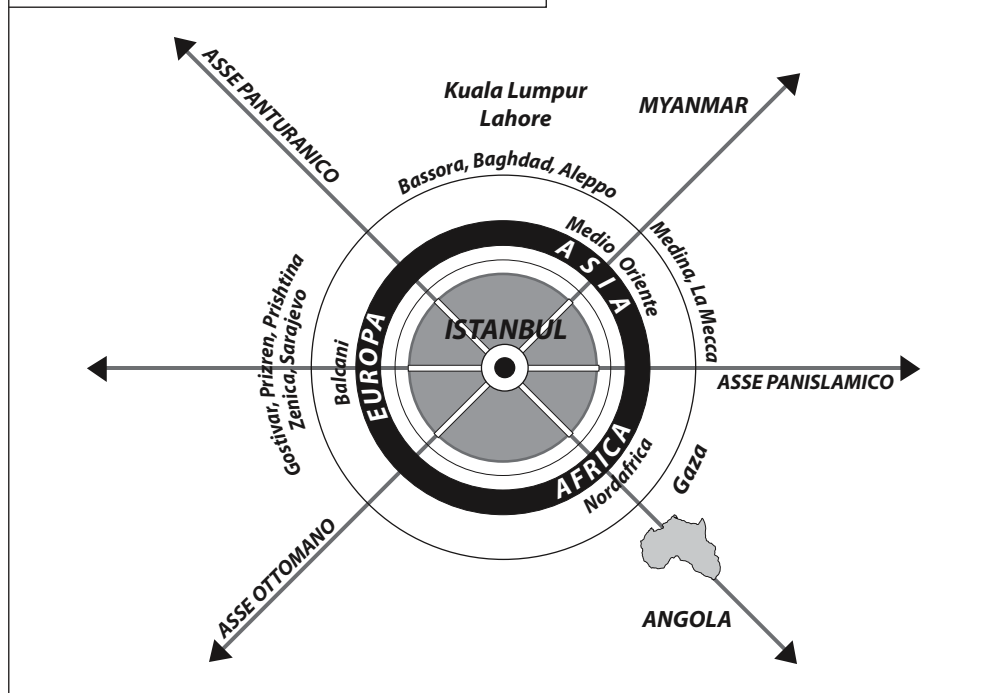 ASSE PANTURANICO
Kuala Lumpur
Lahore
MYANMAR
Bassora, Baghdad, Aleppo
Medio Oriente
ASIA
Medina, La Mecca
Gostivar, Prizren, Prishtina
Zenica, Sarajevo
Balcani
EUROPA
ISTANBUL
ASSE PANISLAMICO
AFRICA
Nordafrica
Gaza
ASSE OTTOMANO
ANGOLA